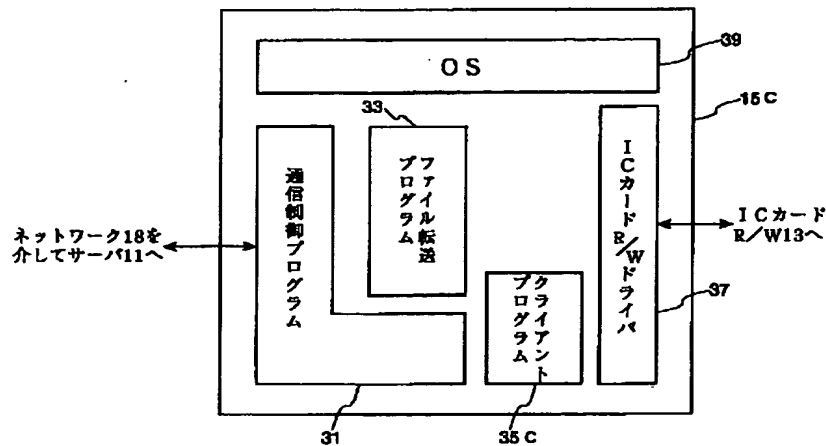 39
OS
15C
33
通信制御プログラム
ファイル転送
プログラム
ICカードR/Wドライバ
ネットワーク18を
介してサーバ11へ
ICカード
R/W13へ
クライアント
プログラム
37
31
35C